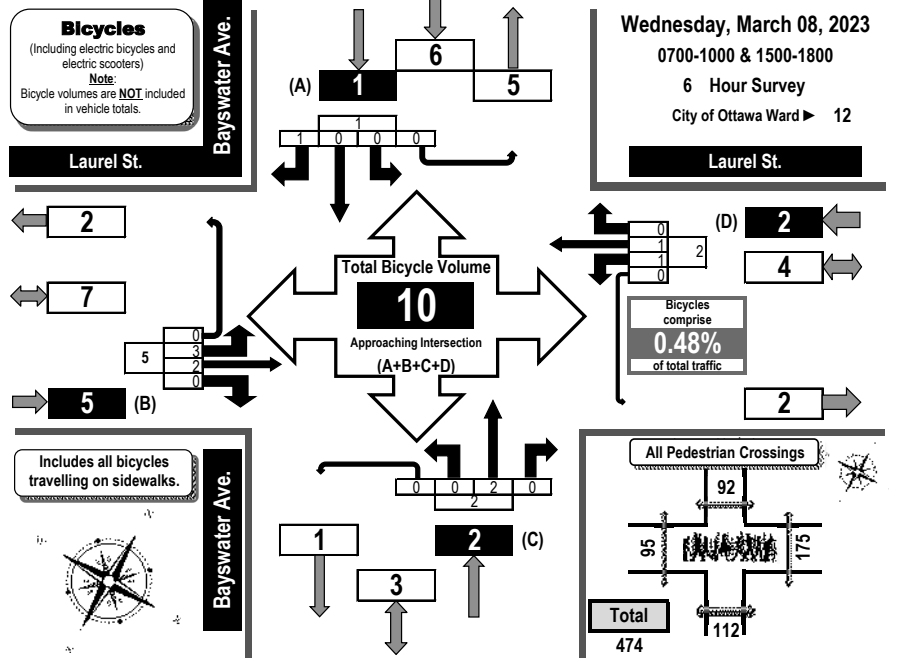 Bicycles
(Including electric bicycles and
electric scooters)
Note:
Bicycle volumes are NOT included
in vehicle totals.
Bayswater Ave.
Laurel St.
(A)
1
6
5
1
1 0 0 0
Wednesday, March 08, 2023
0700-1000 & 1500-1800
6 Hour Survey
City of Ottawa Ward 12
Laurel St.
2
7
5
0
3
2
0
5 (B)
Total Bicycle Volume
10
Approaching Intersection
(A+B+C+D)
0
1
1
0
2
(D) 2
4
Bicycles
comprise
0.48%
of total traffic
2
Includes all bicycles
travelling on sidewalks.
Bayswater Ave.
0 0 2 0
2
1
2 (C)
3
All Pedestrian Crossings
92
95
175
112
Total
474